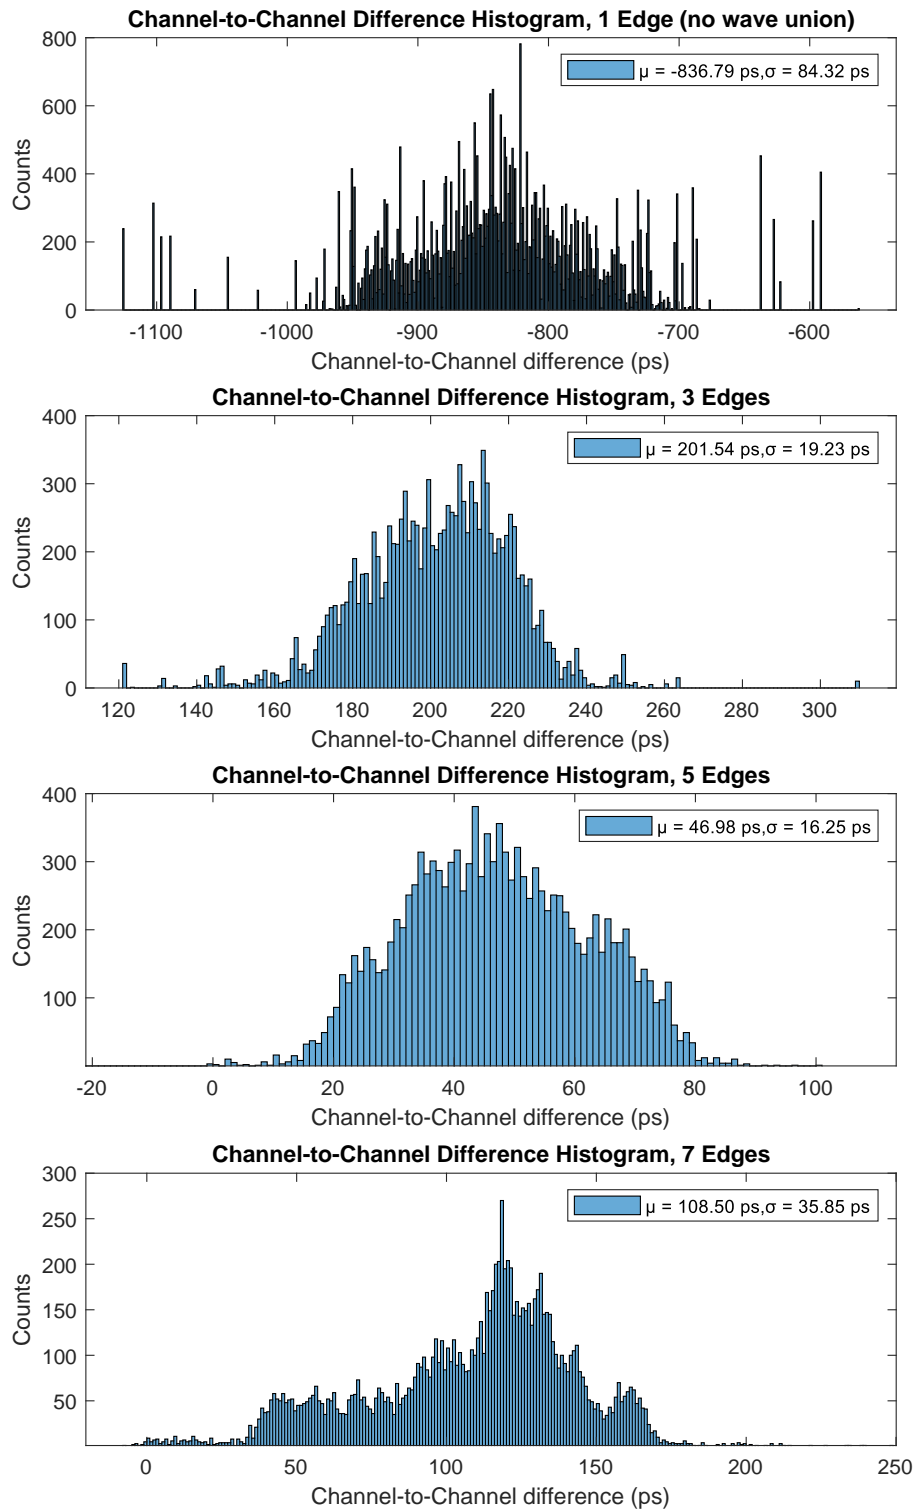 Channel-to-Channel Difference Histogram, 1 Edge (no wave union)
800
600
400
200
0
Counts
μ = -836.79 ps,σ = 84.32 ps
-1100 -1000 -900 -800 -700 -600
Channel-to-Channel difference (ps)
Channel-to-Channel Difference Histogram, 3 Edges
400
300
200
100
0
Counts
μ = 201.54 ps,σ = 19.23 ps
120 140 160 180 200 220 240 260 280 300
Channel-to-Channel difference (ps)
Channel-to-Channel Difference Histogram, 5 Edges
400
300
200
100
Counts
μ = 46.98 ps,σ = 16.25 ps
-20 0 20 40 60 80 100
Channel-to-Channel difference (ps)
Channel-to-Channel Difference Histogram, 7 Edges
300
250
200
150
100
50
Counts
μ = 108.50 ps,σ = 35.85 ps
0 50 100 150 200 250
Channel-to-Channel difference (ps)